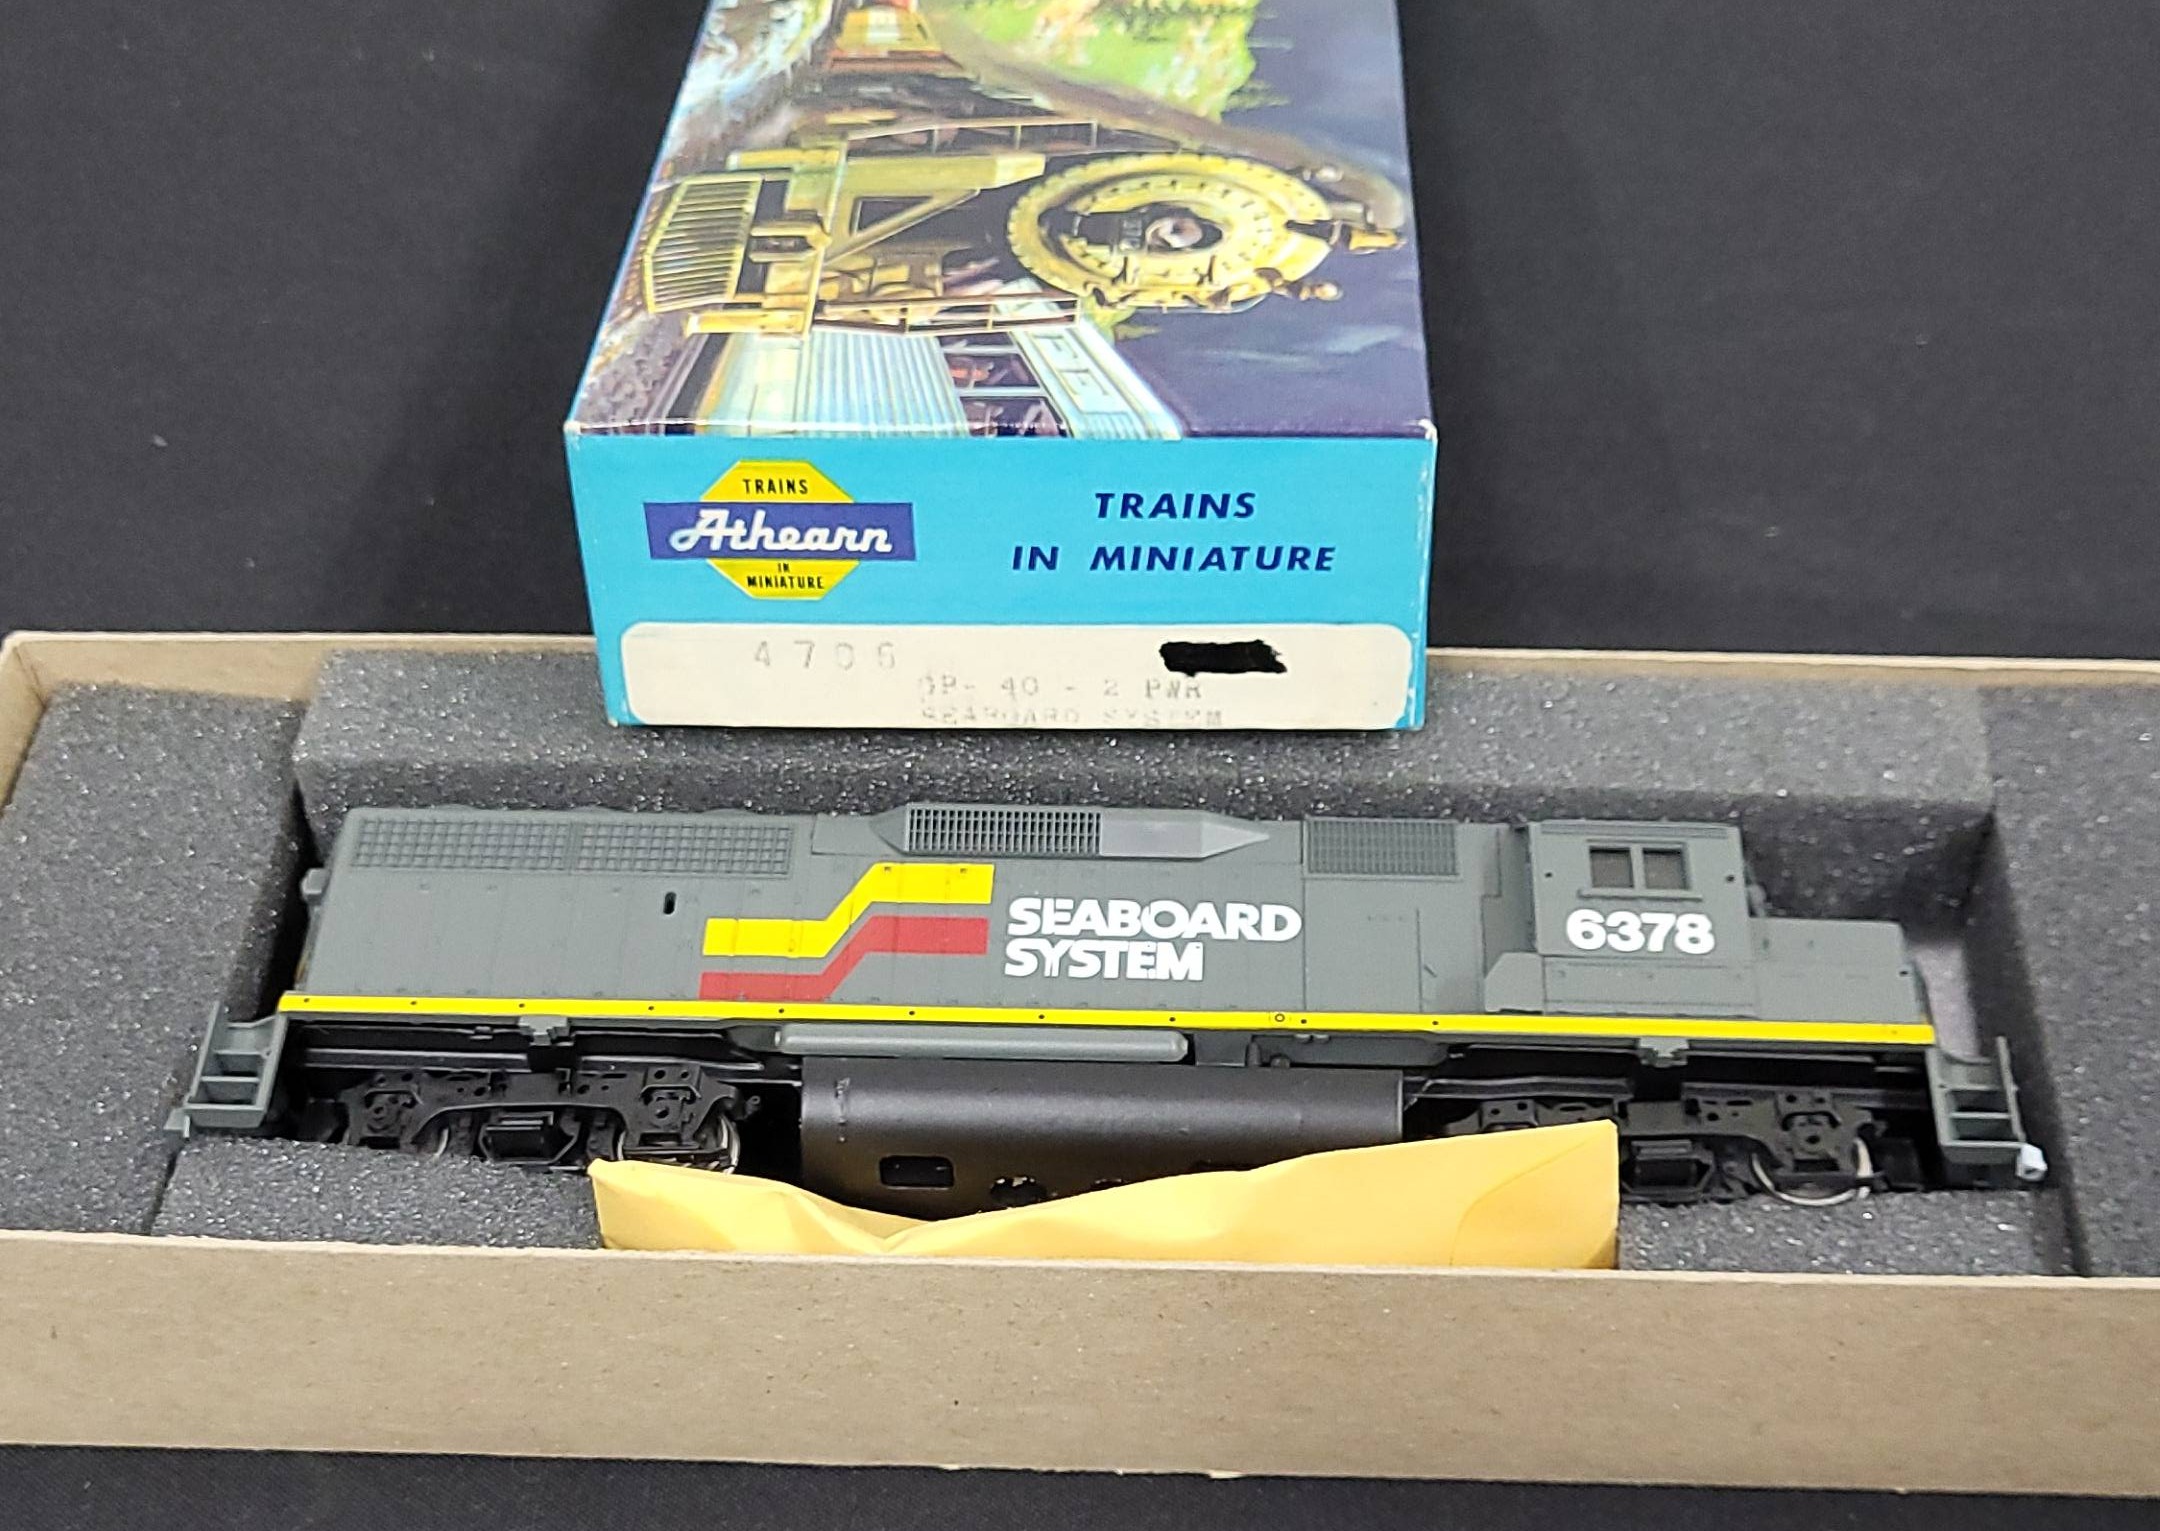 TRAINS
Athearn
IN
MINIATURE
TRAINS
IN MINIATURE
4706
GP- 40 - 2 PWR
SEABOARD SYSTEM
SEABOARD
SYSTEM
6378